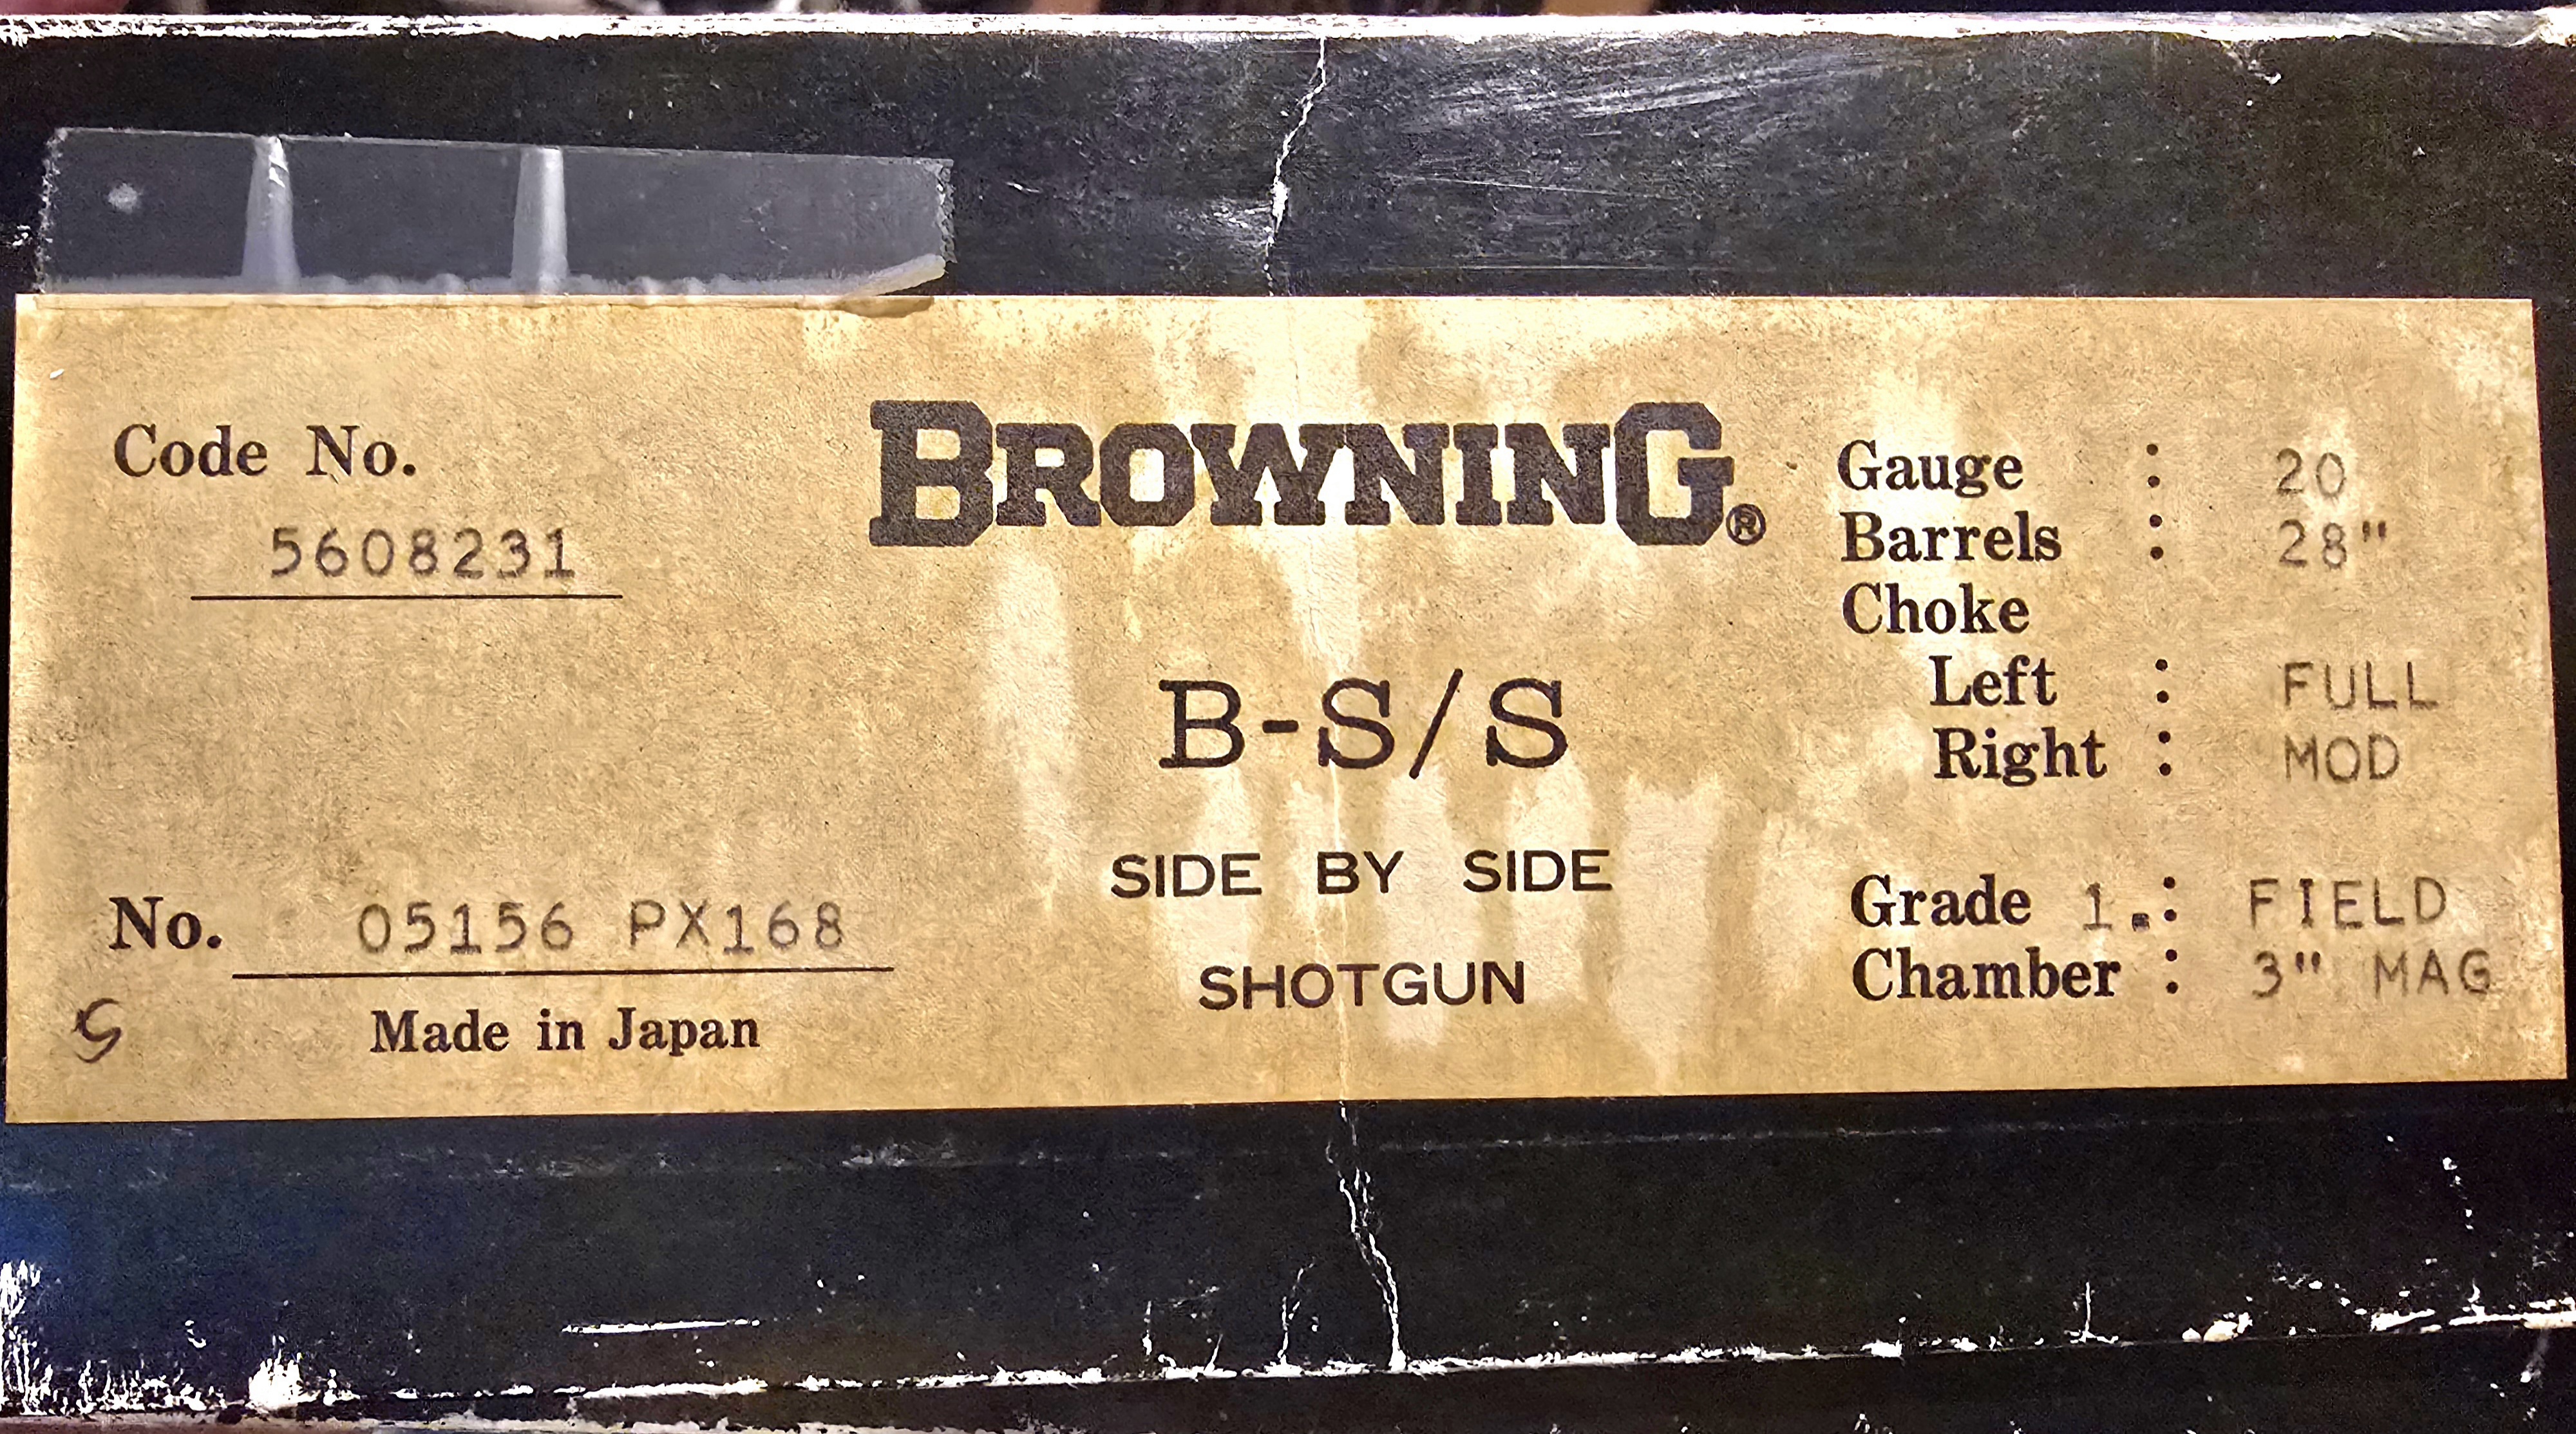 Code No.
5608231
No. 05156 PX168
Made in Japan
BROWNING®
B-S/S
SIDE BY SIDE
SHOTGUN
Gauge : 20
Barrels : 28"
Choke
Left : FULL
Right : MOD
Grade 1. : FIELD
Chamber : 3" MAG